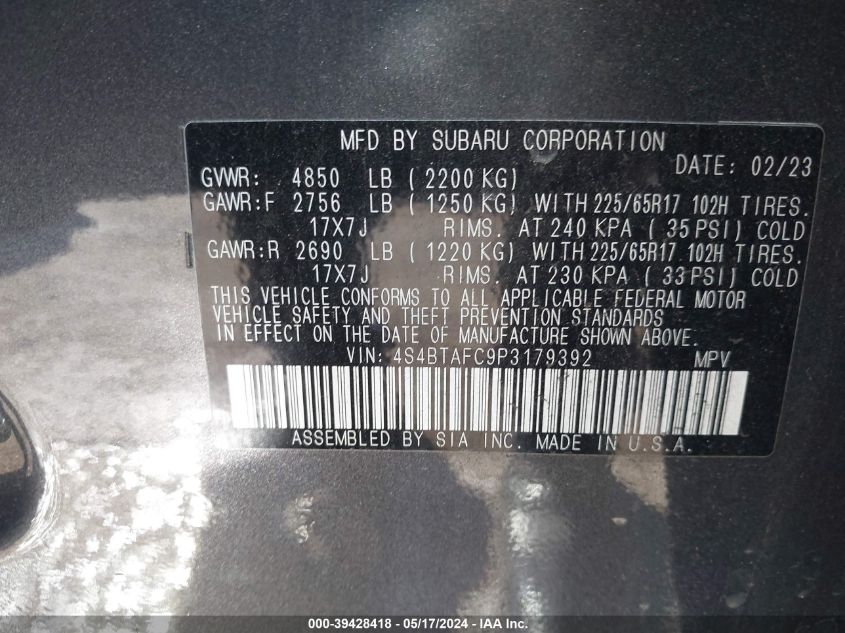 MFD BY SUBARU CORPORATION
DATE: 02/23
GVWR: 4850 LB ( 2200 KG)
GAWR:F 2756 LB ( 1250 KG) WITH 225/65R17 102H TIRES.
17X7J RIMS. AT 240 KPA ( 35 PSI) COLD
GAWR:R 2690 LB ( 1220 KG) WITH 225/65R17 102H TIRES.
17X7J RIMS. AT 230 KPA ( 33 PSI) COLD
THIS VEHICLE CONFORMS TO ALL APPLICABLE FEDERAL MOTOR
VEHICLE SAFETY AND THEFT PREVENTION STANDARDS
IN EFFECT ON THE DATE OF MANUFACTURE SHOWN ABOVE.
VIN: 4S4BTAFC9P3179392 MPV
ASSEMBLED BY SIA INC. MADE IN U.S.A.
000-39428418 - 05/17/2024 - IAA Inc.